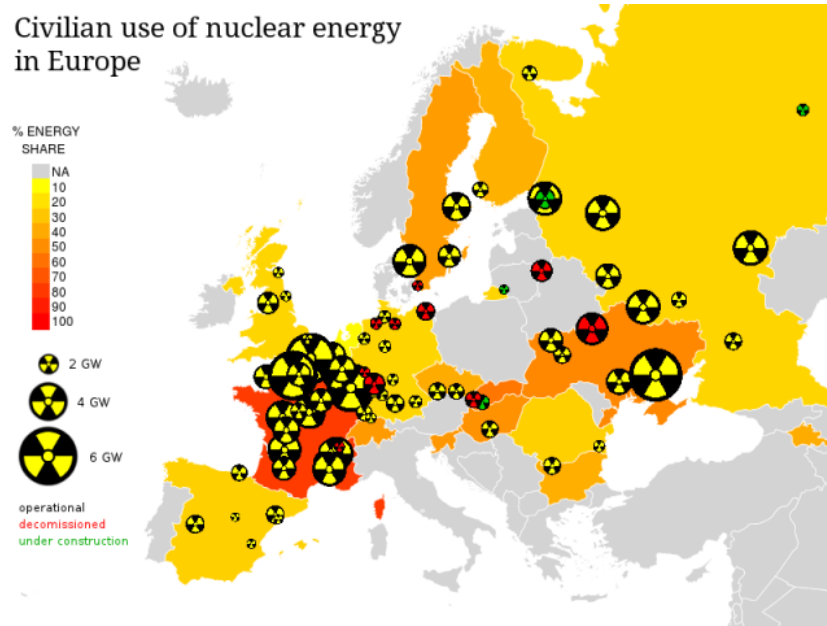 Civilian use of nuclear energy
in Europe
% ENERGY
SHARE
NA
10
20
30
40
50
60
70
80
90
100
2 GW
4 GW
6 GW
operational
decomissioned
under construction